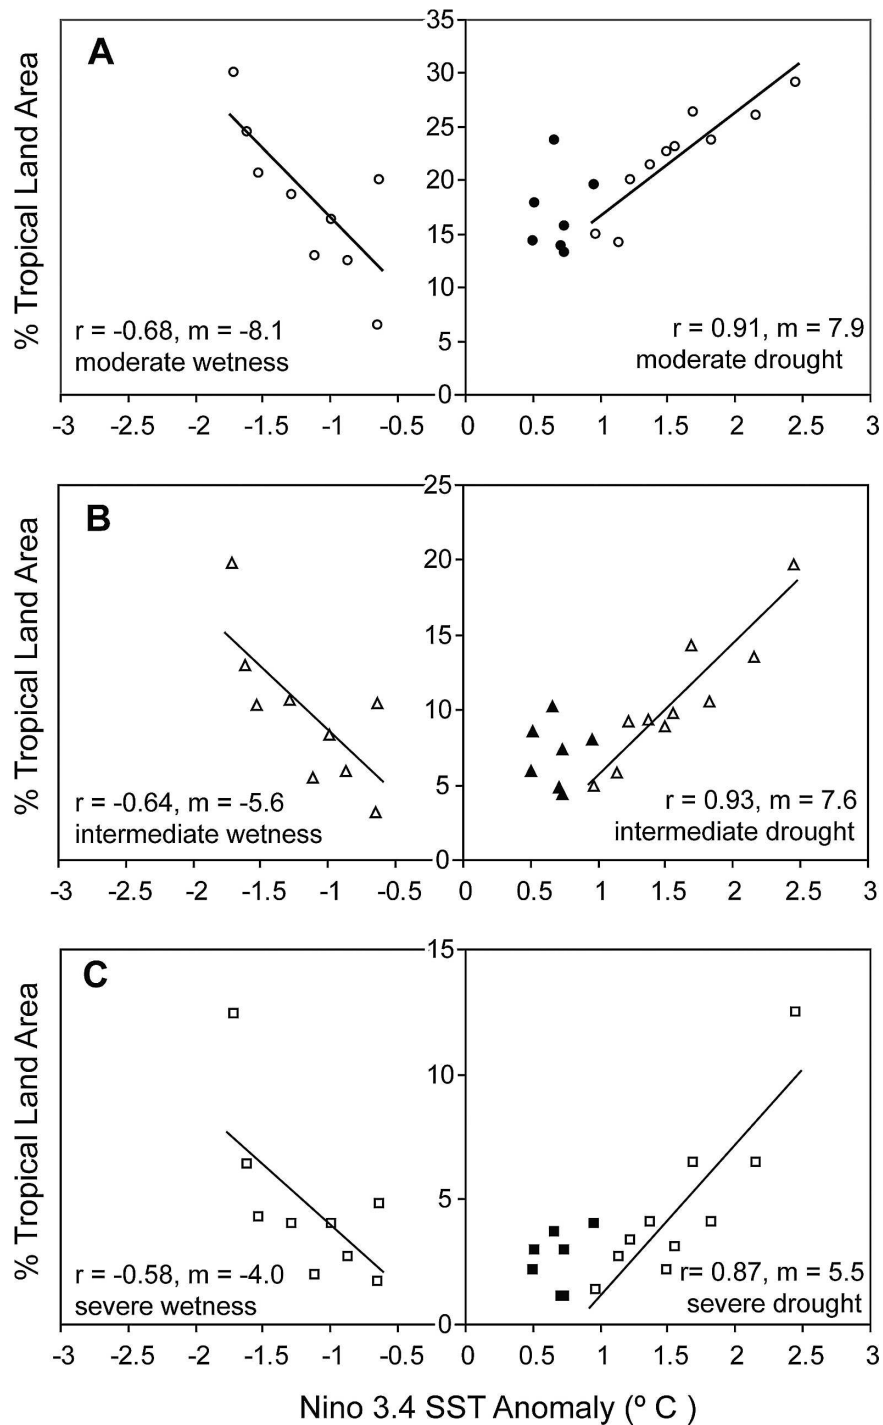 A
% Tropical Land Area
35
30
25
20
15
10
5
0
r = -0.68, m = -8.1
moderate wetness
r = 0.91, m = 7.9
moderate drought
-3 -2.5 -2 -1.5 -1 -0.5 0 0.5 1 1.5 2 2.5 3
B
% Tropical Land Area
25
20
15
10
5
0
r = -0.64, m = -5.6
intermediate wetness
r = 0.93, m = 7.6
intermediate drought
-3 -2.5 -2 -1.5 -1 -0.5 0 0.5 1 1.5 2 2.5 3
C
% Tropical Land Area
15
10
5
0
r = -0.58, m = -4.0
severe wetness
r= 0.87, m = 5.5
severe drought
-3 -2.5 -2 -1.5 -1 -0.5 0 0.5 1 1.5 2 2.5 3
Nino 3.4 SST Anomaly (º C )